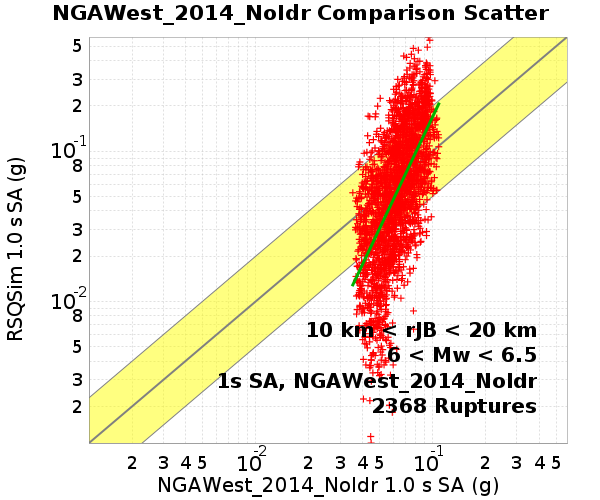 NGAWest_2014_NoIdr Comparison Scatter
RSQSim 1.0 s SA (g)
5
3
2
10-1
8
5
3
2
10-2
8
5
3
2
10 km < rJB < 20 km
6 < Mw < 6.5
1s SA, NGAWest_2014_NoIdr
2368 Ruptures
2 3 4 5 10-2 2 3 4 5 10-1 2 3 4 5
NGAWest_2014_NoIdr 1.0 s SA (g)